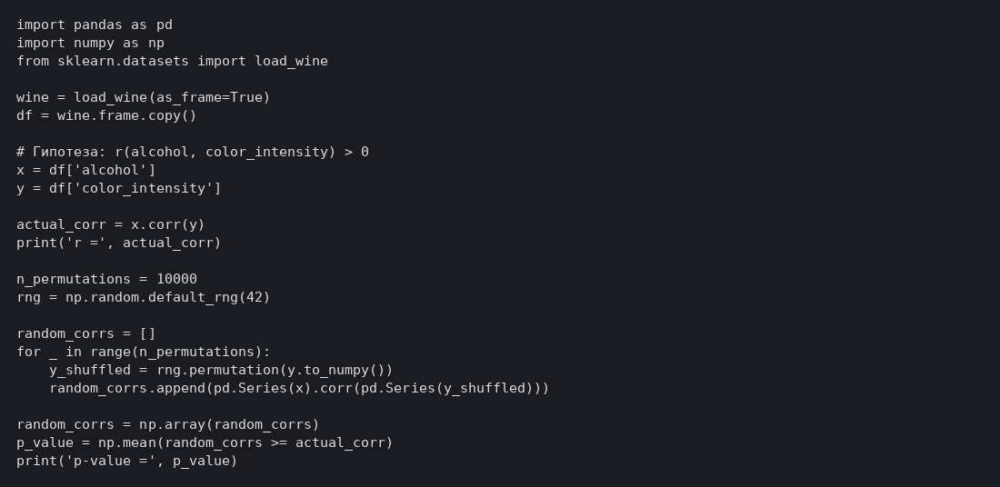 import pandas as pd
import numpy as np
from sklearn.datasets import load_wine

wine = load_wine(as_frame=True)
df = wine.frame.copy()

# Гипотеза: r(alcohol, color_intensity) > 0
x = df['alcohol']
y = df['color_intensity']

actual_corr = x.corr(y)
print('r =', actual_corr)

n_permutations = 10000
rng = np.random.default_rng(42)

random_corrs = []
for _ in range(n_permutations):
    y_shuffled = rng.permutation(y.to_numpy())
    random_corrs.append(pd.Series(x).corr(pd.Series(y_shuffled)))

random_corrs = np.array(random_corrs)
p_value = np.mean(random_corrs >= actual_corr)
print('p-value =', p_value)